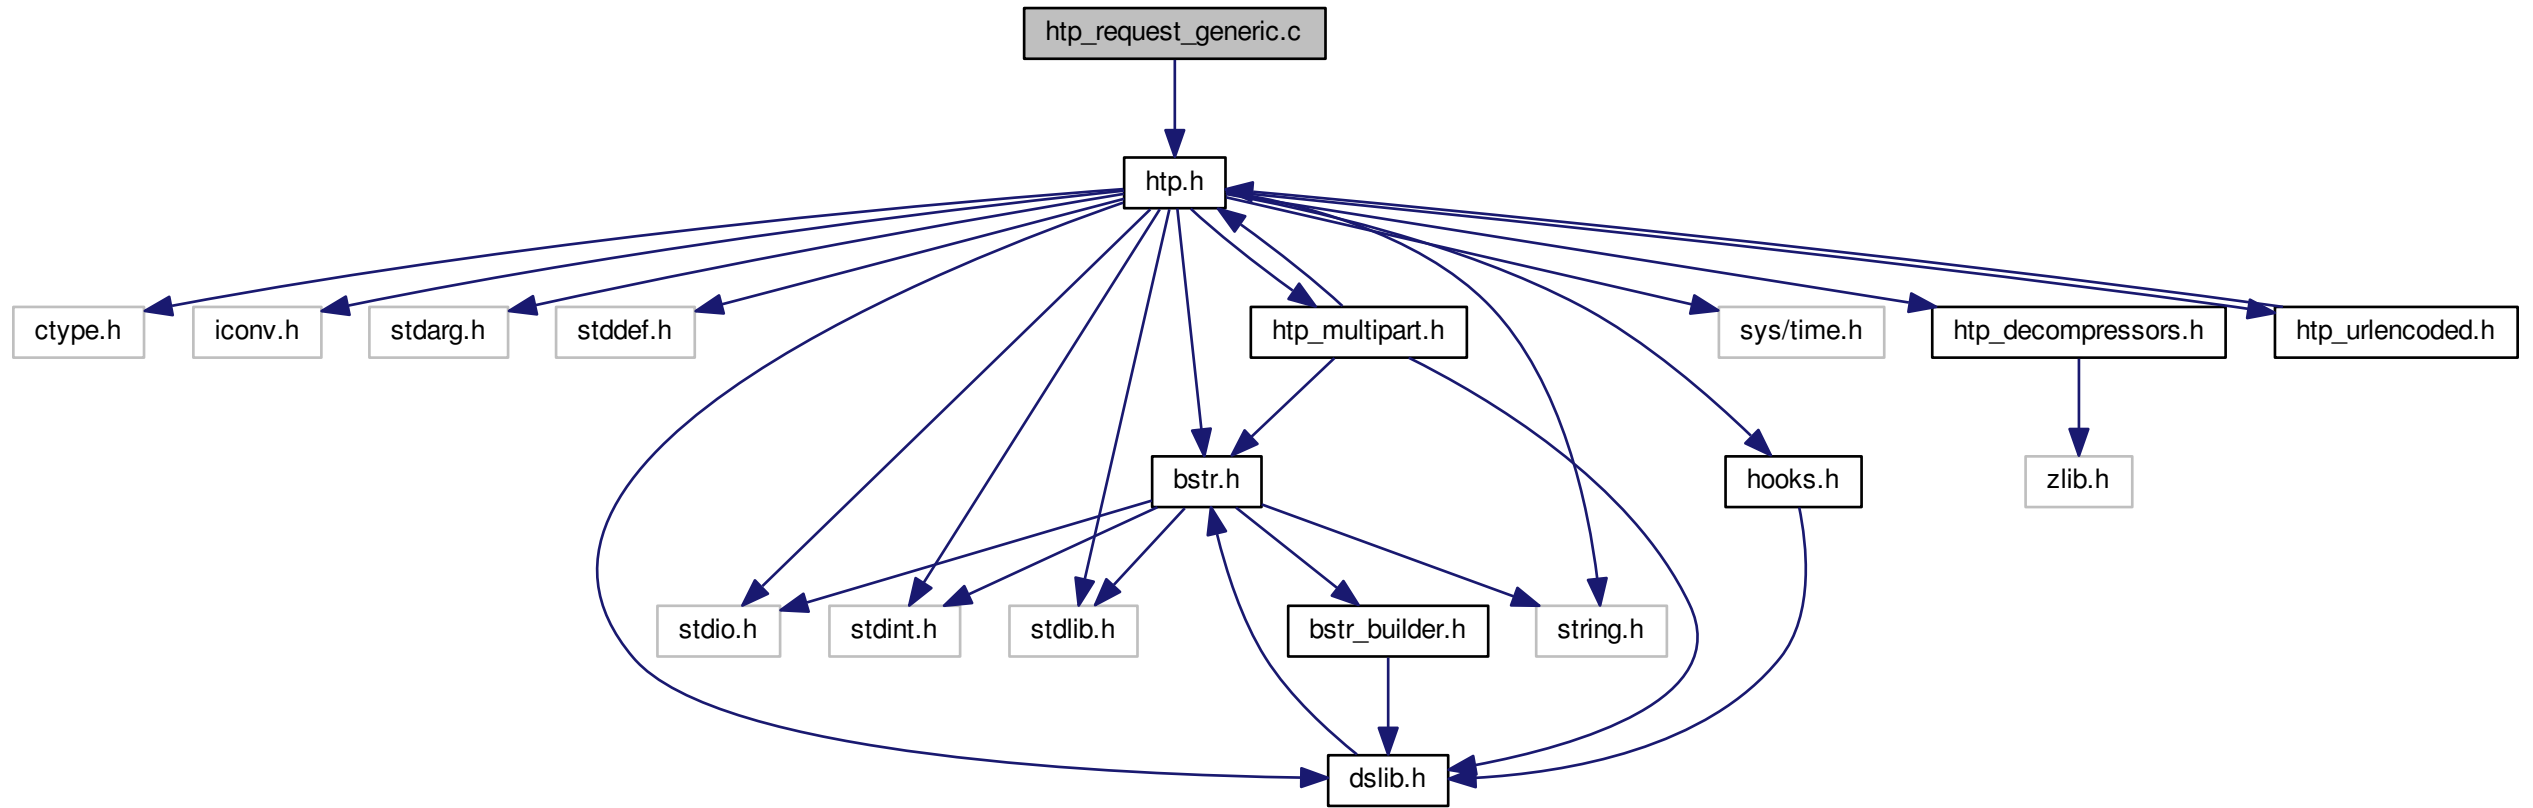 htp_request_generic.c
htp.h
ctype.h
iconv.h
stdarg.h
stddef.h
htp_multipart.h
sys/time.h
htp_decompressors.h
htp_urlencoded.h
bstr.h
hooks.h
zlib.h
stdio.h
stdint.h
stdlib.h
bstr_builder.h
string.h
dslib.h